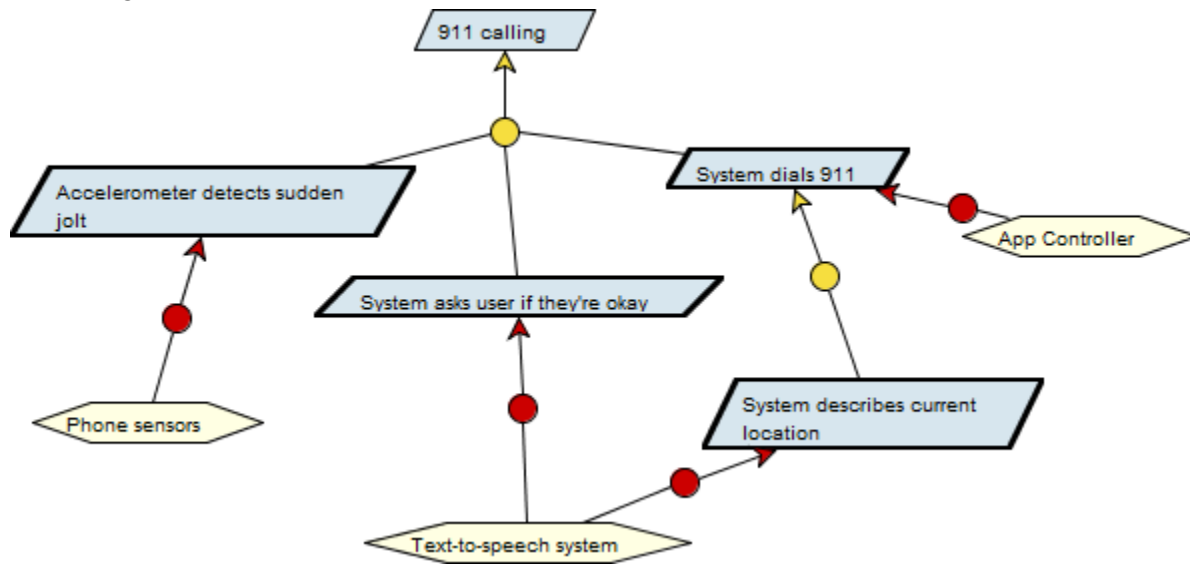 911 calling
Accelerometer detects sudden
jolt
System dials 911
App Controller
System asks user if they're okay
Phone sensors
System describes current
location
Text-to-speech system